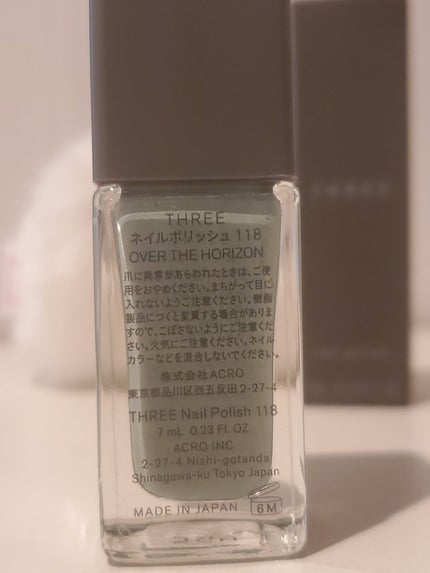 THREE
ネイルポリッシュ 118
OVER THE HORIZON
爪に異常があらわれたときは、ご使
用をおやめください。まちがって目に
入れないようご注意ください。樹脂
製品につくと変質する場合がありま
すので、こぼさないようにご注意くだ
さい。火気にご注意ください。ネイル
カラーなどを混合しないでください。
株式会社ACRO
東京都品川区西五反田2-27-4
THREE Nail Polish 118
7 mL 0.23 FL. OZ.
ACRO INC.
2-27-4 Nishi-gotanda
Shinagawa-ku Tokyo Japan
MADE IN JAPAN 6M
THREE